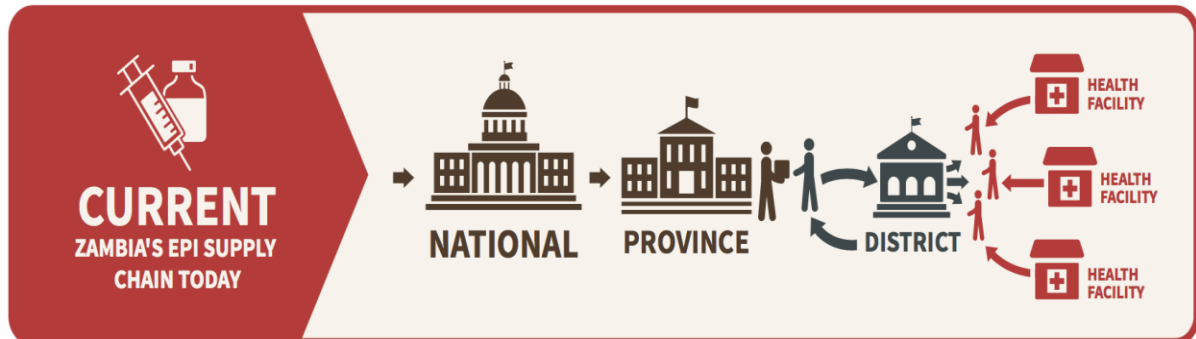 CURRENT
ZAMBIA'S EPI SUPPLY
CHAIN TODAY
NATIONAL
PROVINCE
DISTRICT
HEALTH
FACILITY
HEALTH
FACILITY
HEALTH
FACILITY